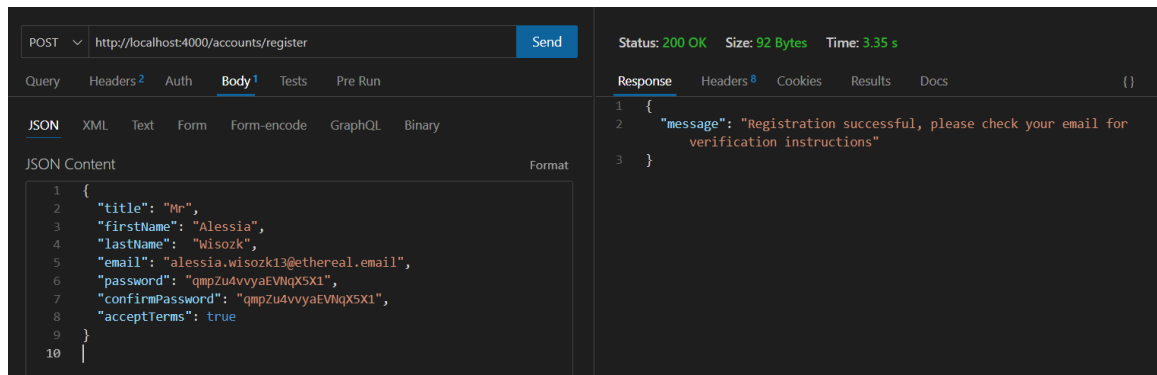 POST http://localhost:4000/accounts/register Send
Query Headers 2 Auth Body 1 Tests Pre Run
JSON XML Text Form Form-encode GraphQL Binary
JSON Content Format
1 {
2 "title": "Mr",
3 "firstName": "Alessia",
4 "lastName":  "Wisozk",
5 "email": "alessia.wisozk13@ethereal.email",
6 "password": "qmpZu4vvyaEVNqX5X1",
7 "confirmPassword": "qmpZu4vvyaEVNqX5X1",
8 "acceptTerms": true
9 }
10
Status: 200 OK Size: 92 Bytes Time: 3.35 s
Response Headers 8 Cookies Results Docs {}
1 {
2 "message": "Registration successful, please check your email for
verification instructions"
3 }